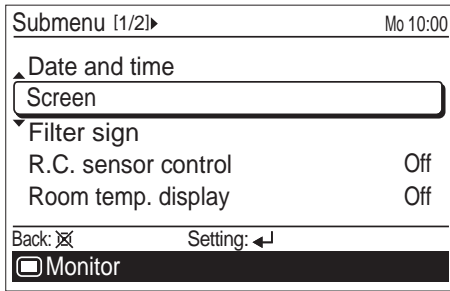 Submenu [1/2] Mo 10:00
Date and time
Screen
Filter sign
R.C. sensor control Off
Room temp. display Off
Back: Setting:
Monitor